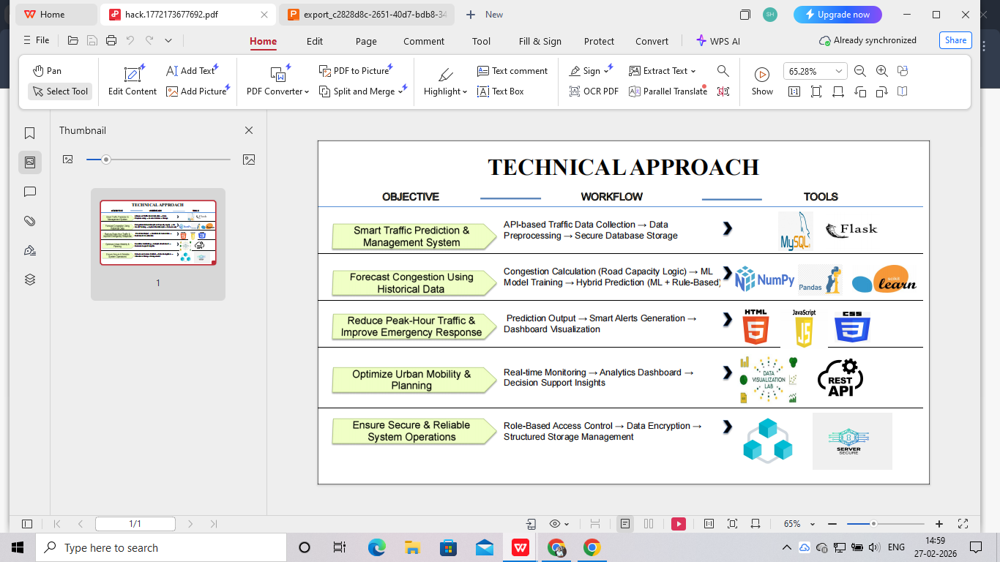 Home
hack.1772173677692.pdf
export_c2828d8c-2651-40d7-bdb8-34
New
SH
Upgrade now
File
Home
Edit
Page
Comment
Tool
Fill & Sign
Protect
Convert
WPS AI
Already synchronized
Share
Pan
Select Tool
Edit Content
Add Text
Add Picture
PDF Converter
PDF to Picture
Split and Merge
Highlight
Text comment
Text Box
Sign
OCR PDF
Extract Text
Parallel Translate
Show
65.28%
1:1
Thumbnail
1
TECHNICAL APPROACH
OBJECTIVE
WORKFLOW
TOOLS
Smart Traffic Prediction &
Management System
API-based Traffic Data Collection → Data
Preprocessing → Secure Database Storage
MySQL
Flask
Forecast Congestion Using
Historical Data
Congestion Calculation (Road Capacity Logic) → ML
Model Training → Hybrid Prediction (ML + Rule-Based)
NumPy
Pandas
scikit
learn
Reduce Peak-Hour Traffic &
Improve Emergency Response
Prediction Output → Smart Alerts Generation →
Dashboard Visualization
HTML
5
JavaScript
JS
CSS
3
Optimize Urban Mobility &
Planning
Real-time Monitoring → Analytics Dashboard →
Decision Support Insights
DATA
VISUALIZATION
LAB
REST
API
Ensure Secure & Reliable
System Operations
Role-Based Access Control → Data Encryption →
Structured Storage Management
SERVER
SECURE
1/1
65%
Type here to search
ENG
14:59
27-02-2026